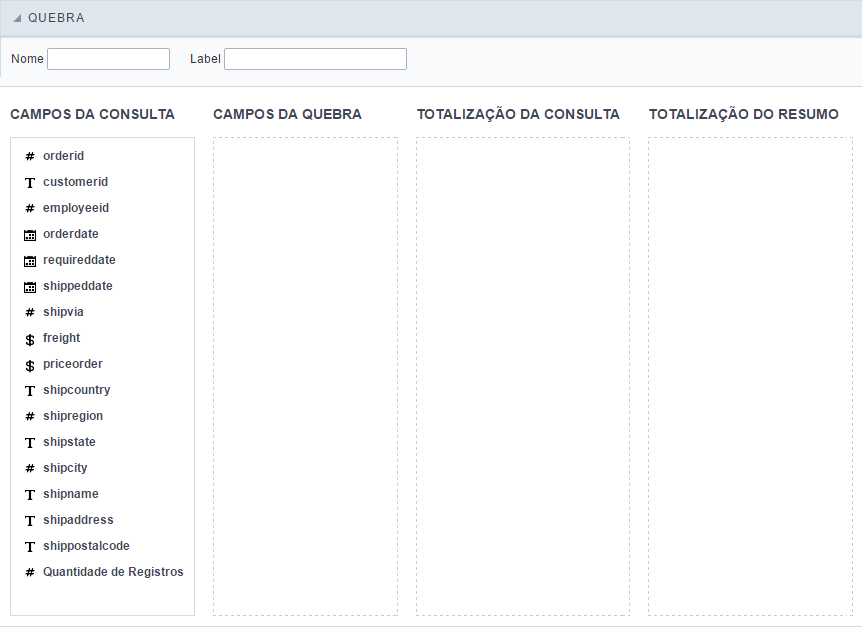 QUEBRA
Nome Label
CAMPOS DA CONSULTA CAMPOS DA QUEBRA TOTALIZAÇÃO DA CONSULTA TOTALIZAÇÃO DO RESUMO
# orderid
T customerid
# employeeid
orderdate
requireddate
shippeddate
# shipvia
$ freight
$ priceorder
T shipcountry
# shipregion
T shipstate
# shipcity
T shipname
T shipaddress
T shippostalcode
# Quantidade de Registros